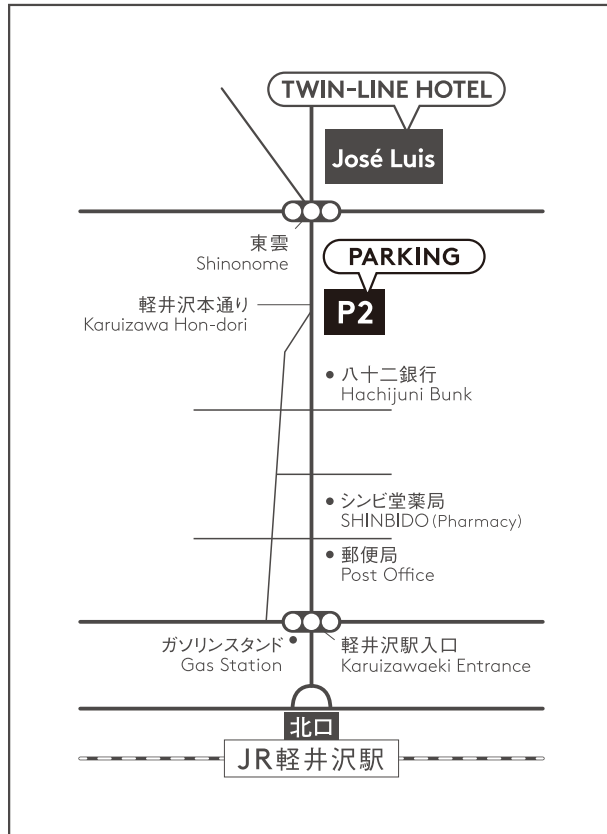 TWIN-LINE HOTEL
José Luis
東雲
Shinonome
PARKING
P2
軽井沢本通り
Karuizawa Hon-dori
八十二銀行
Hachijuni Bunk
シンビ堂薬局
SHINBIDO (Pharmacy)
郵便局
Post Office
ガソリンスタンド
Gas Station
軽井沢駅入口
Karuizawaeki Entrance
北口
JR軽井沢駅